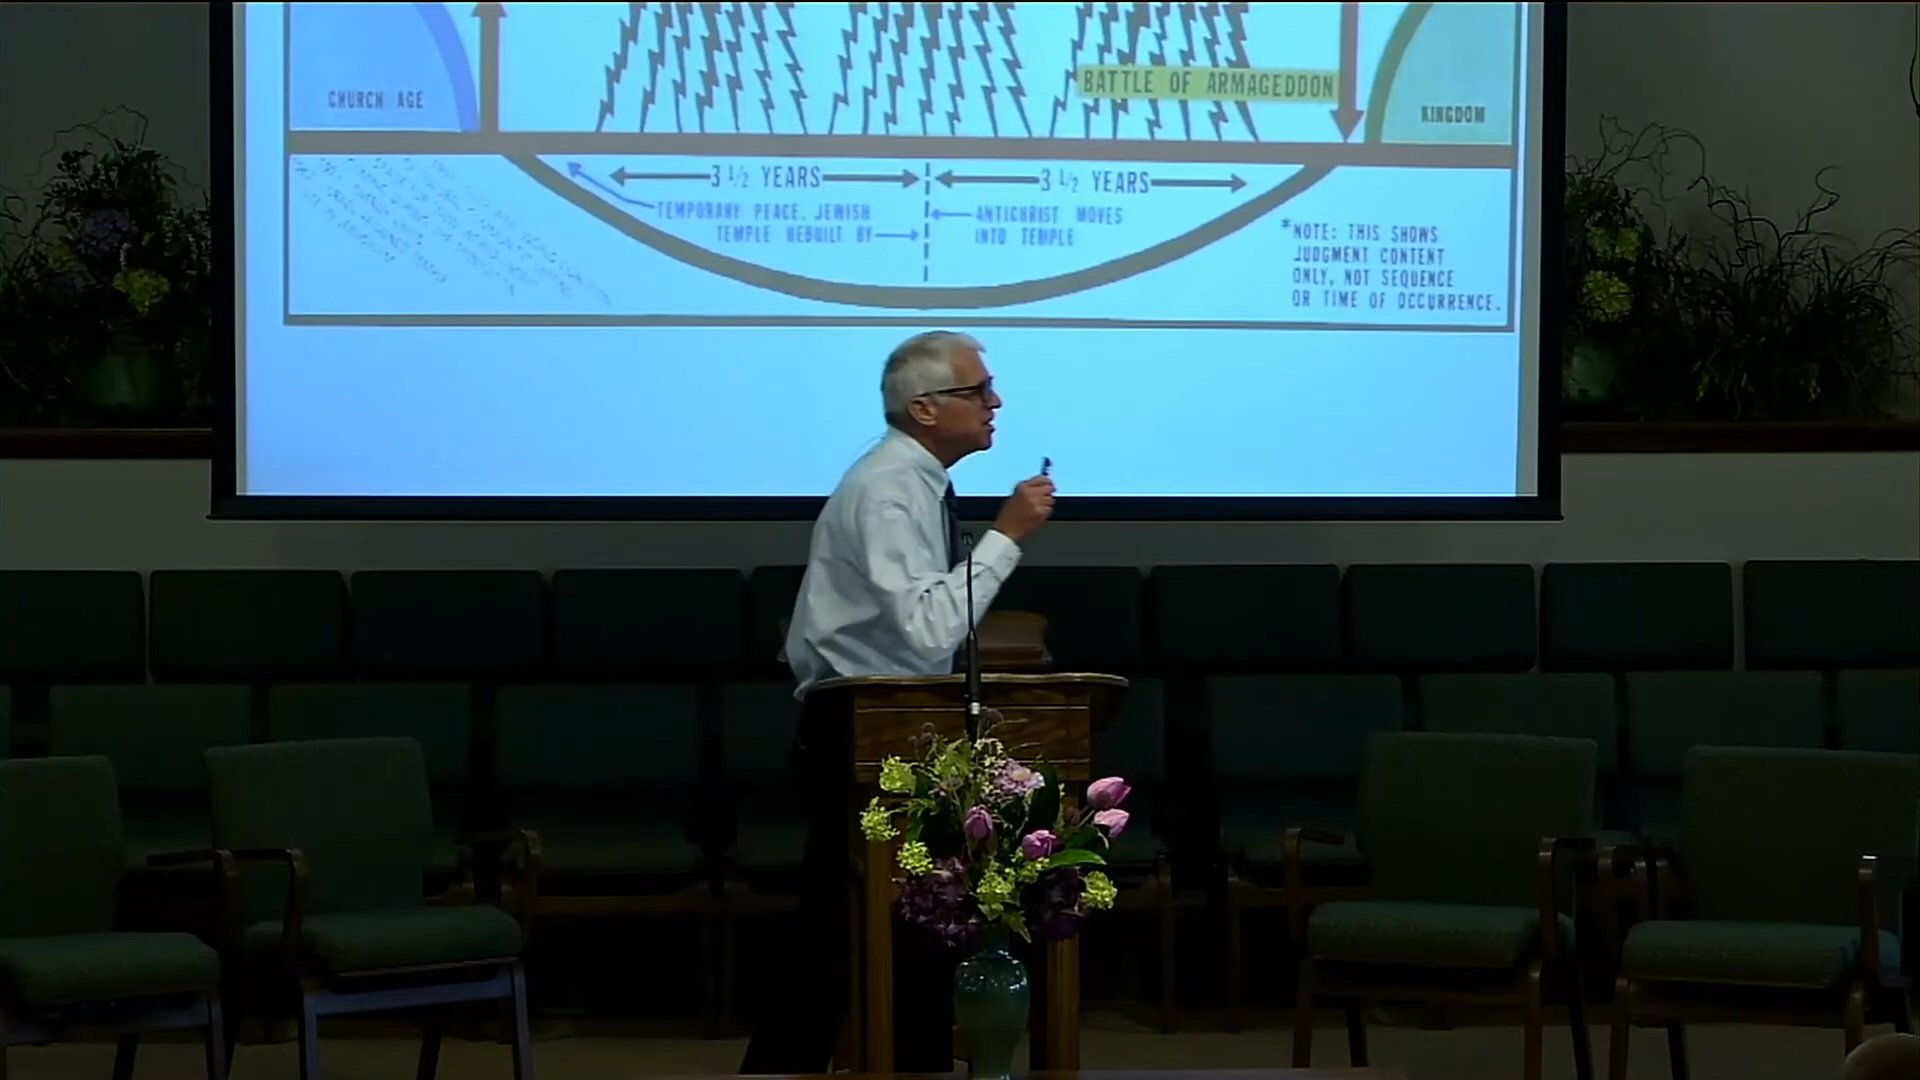 CHURCH AGE
BATTLE OF ARMAGEDDON
KINGDOM
3 1/2 YEARS
3 1/2 YEARS
TEMPORARY PEACE. JEWISH
TEMPLE REBUILT BY
ANTICHRIST MOVES
INTO TEMPLE
*NOTE: THIS SHOWS
JUDGMENT CONTENT
ONLY, NOT SEQUENCE
OR TIME OF OCCURRENCE.